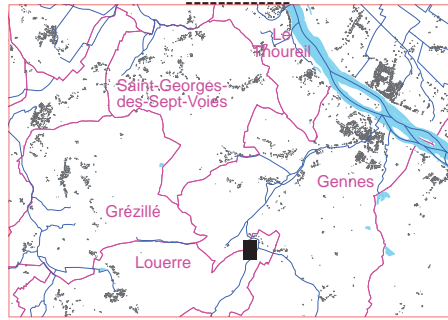 Le
Thoureil
Saint-Georges-
des-Sept-Voies
Gennes
Grézillé
Louerre